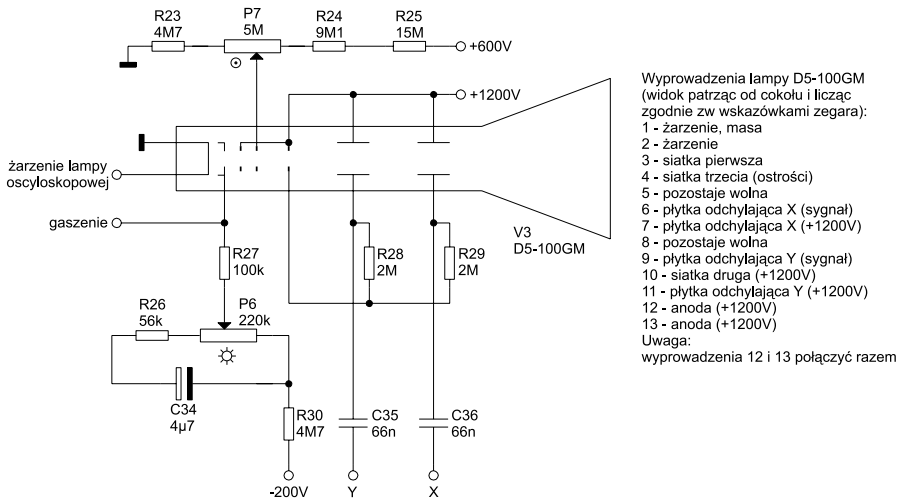 R23
4M7
P7
5M
R24
9M1
R25
15M
+600V
+1200V
żarzenie lampy
oscyloskopowej
gaszenie
R27
100k
R26
56k
P6
220k
C34
4µ7
R30
4M7
-200V
R28
2M
R29
2M
C35
66n
C36
66n
Y
X
V3
D5-100GM
Wyprowadzenia lampy D5-100GM
(widok patrząc od cokołu i licząc
zgodnie zw wskazówkami zegara):
1 - żarzenie, masa
2 - żarzenie
3 - siatka pierwsza
4 - siatka trzecia (ostrości)
5 - pozostaje wolna
6 - płytka odchylająca X (sygnał)
7 - płytka odchylająca X (+1200V)
8 - pozostaje wolna
9 - płytka odchylająca Y (sygnał)
10 - siatka druga (+1200V)
11 - płytka odchylająca Y (+1200V)
12 - anoda (+1200V)
13 - anoda (+1200V)
Uwaga:
wyprowadzenia 12 i 13 połączyć razem